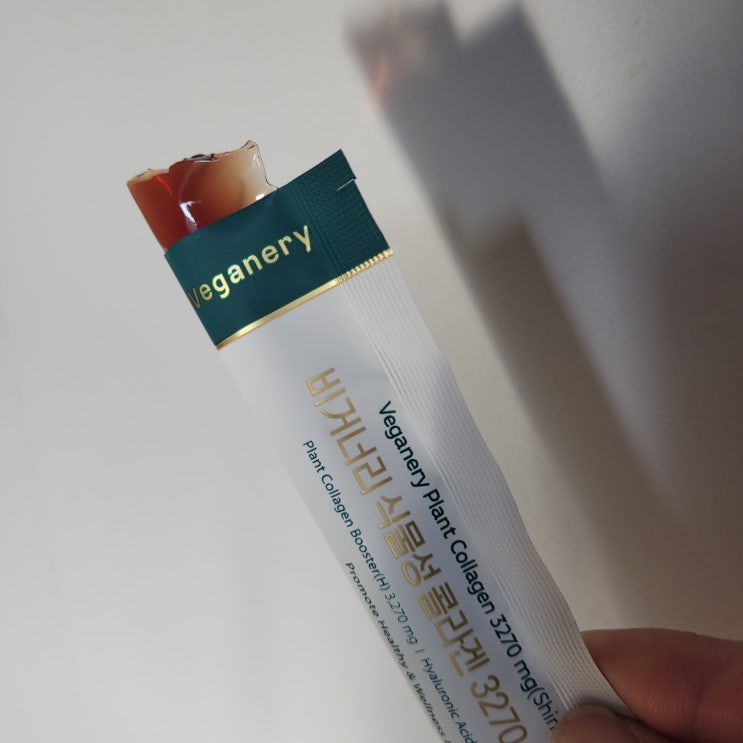 Veganery
Veganery Plant Collagen 3270 mg(Shin
비거너리 식물성 콜라겐 3270
Plant Collagen Booster(H) 3,270 mg | Hyaluronic Acid
Promote Healthy & Wellness